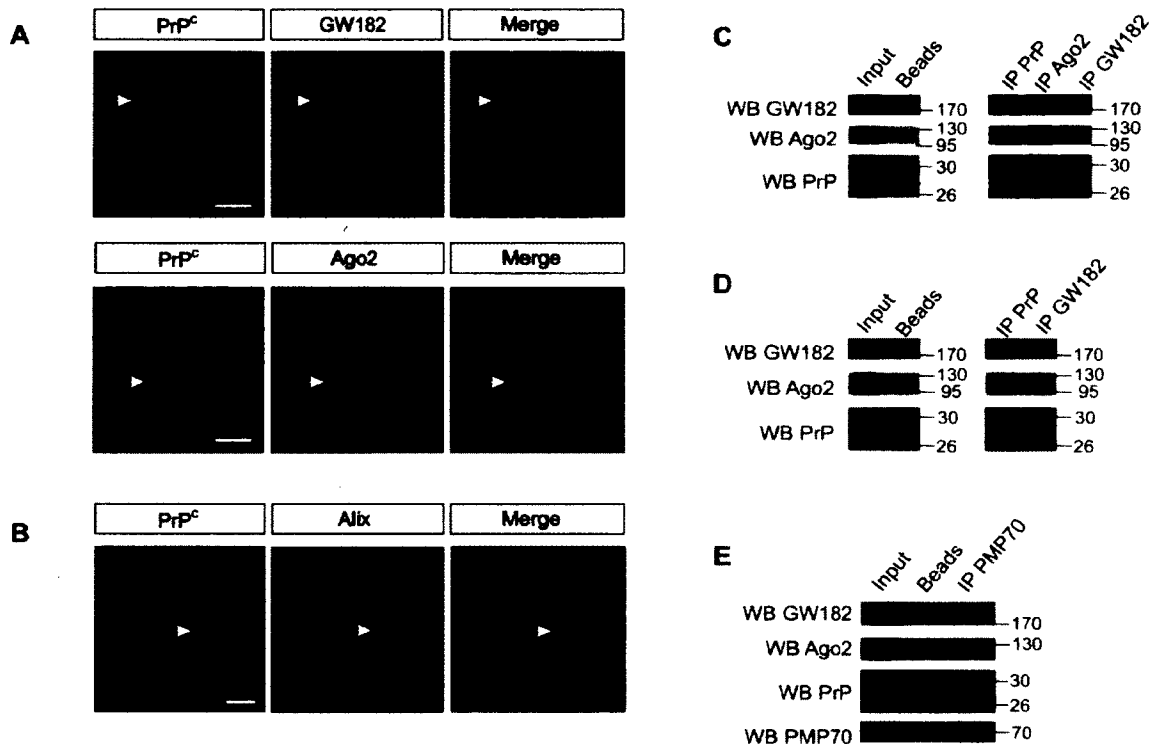 A
PrPᶜ GW182 Merge
PrPᶜ Ago2 Merge
B
PrPᶜ Alix Merge
C
Input Beads IP PrP IP Ago2 IP GW182
WB GW182 170 170
WB Ago2 130 95 130 95
WB PrP 30 26 30 26
D
Input Beads IP PrP IP GW182
WB GW182 170 170
WB Ago2 130 95 130 95
WB PrP 30 26 30 26
E
Input Beads IP PMP70
WB GW182 170
WB Ago2 130
WB PrP 30 26
WB PMP70 70